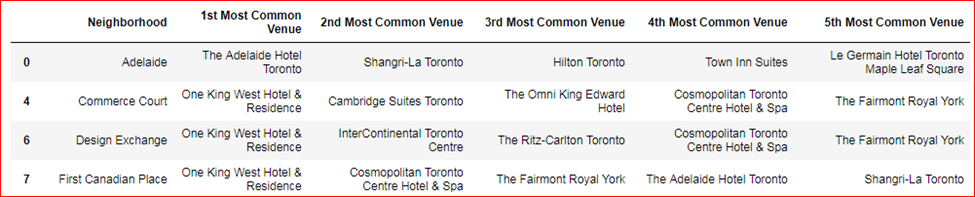 Neighborhood 1st Most Common Venue 2nd Most Common Venue 3rd Most Common Venue 4th Most Common Venue 5th Most Common Venue
0 Adelaide The Adelaide Hotel Toronto Shangri-La Toronto Hilton Toronto Town Inn Suites Le Germain Hotel Toronto Maple Leaf Square
4 Commerce Court One King West Hotel & Residence Cambridge Suites Toronto The Omni King Edward Hotel Cosmopolitan Toronto Centre Hotel & Spa The Fairmont Royal York
6 Design Exchange One King West Hotel & Residence InterContinental Toronto Centre The Ritz-Carlton Toronto Cosmopolitan Toronto Centre Hotel & Spa The Fairmont Royal York
7 First Canadian Place One King West Hotel & Residence Cosmopolitan Toronto Centre Hotel & Spa The Fairmont Royal York The Adelaide Hotel Toronto Shangri-La Toronto